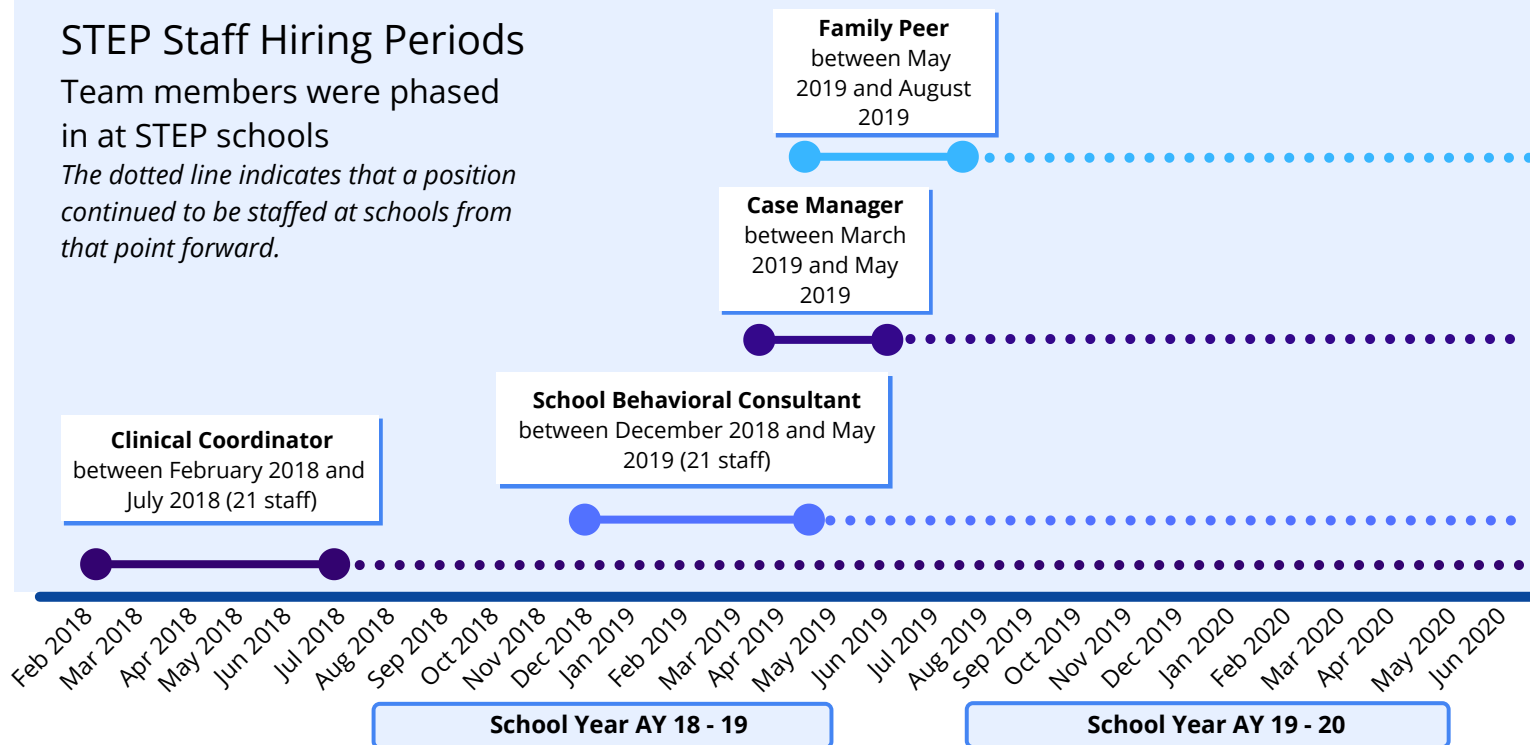 STEP Staff Hiring Periods
Team members were phased
in at STEP schools
The dotted line indicates that a position
continued to be staffed at schools from
that point forward.
Family Peer
between May
2019 and August
2019
Case Manager
between March
2019 and May
2019
School Behavioral Consultant
between December 2018 and May
2019 (21 staff)
Clinical Coordinator
between February 2018 and
July 2018 (21 staff)
Feb 2018
Mar 2018
Apr 2018
May 2018
Jun 2018
Jul 2018
Aug 2018
Sep 2018
Oct 2018
Nov 2018
Dec 2018
Jan 2019
Feb 2019
Mar 2019
Apr 2019
May 2019
Jun 2019
Jul 2019
Aug 2019
Sep 2019
Oct 2019
Nov 2019
Dec 2019
Jan 2020
Feb 2020
Mar 2020
Apr 2020
May 2020
Jun 2020
School Year AY 18 - 19
School Year AY 19 - 20